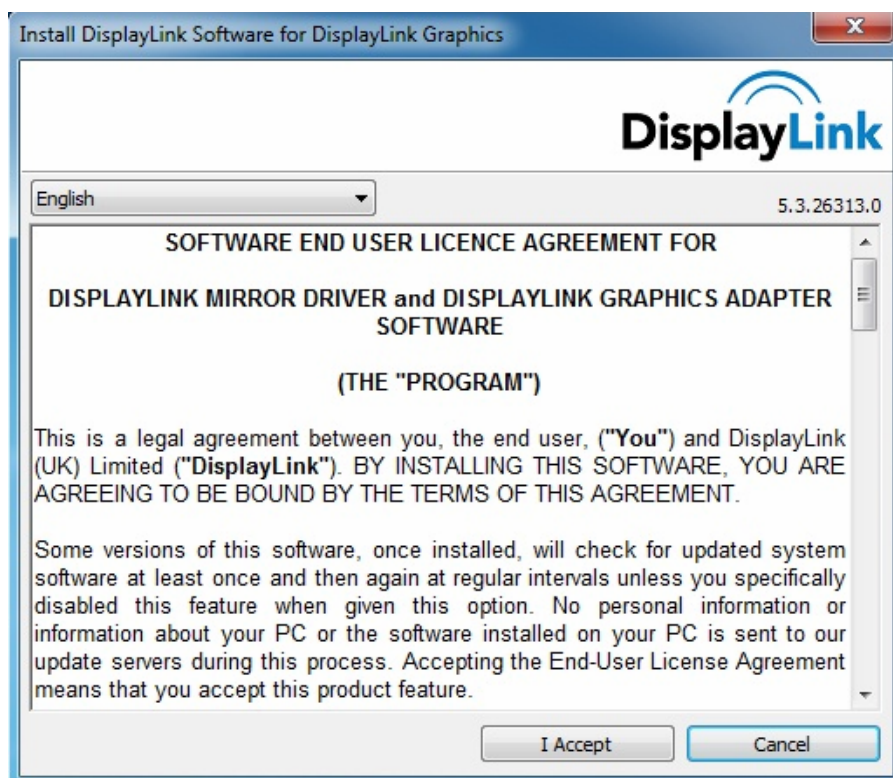 Install DisplayLink Software for DisplayLink Graphics
DisplayLink
English
5.3.26313.0
SOFTWARE END USER LICENCE AGREEMENT FOR
DISPLAYLINK MIRROR DRIVER and DISPLAYLINK GRAPHICS ADAPTER
SOFTWARE
(THE "PROGRAM")
This is a legal agreement between you, the end user, ("You") and DisplayLink
(UK) Limited ("DisplayLink"). BY INSTALLING THIS SOFTWARE, YOU ARE
AGREEING TO BE BOUND BY THE TERMS OF THIS AGREEMENT.
Some versions of this software, once installed, will check for updated system
software at least once and then again at regular intervals unless you specifically
disabled this feature when given this option. No personal information or
information about your PC or the software installed on your PC is sent to our
update servers during this process. Accepting the End-User License Agreement
means that you accept this product feature.
I Accept
Cancel